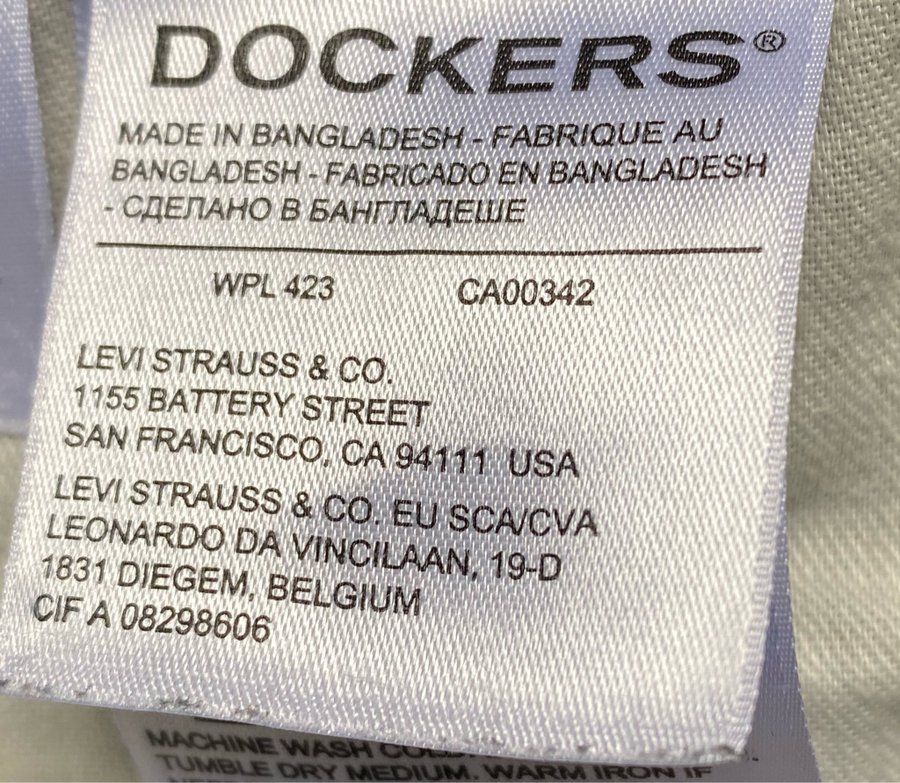 DOCKERS®
MADE IN BANGLADESH - FABRIQUE AU
BANGLADESH - FABRICADO EN BANGLADESH
- СДЕЛАНО В БАНГЛАДЕШЕ
WPL 423 CA00342
LEVI STRAUSS & CO.
1155 BATTERY STREET
SAN FRANCISCO, CA 94111 USA
LEVI STRAUSS & CO. EU SCA/CVA
LEONARDO DA VINCILAAN, 19-D
1831 DIEGEM, BELGIUM
CIF A 08298606
MACHINE WASH COLD
TUMBLE DRY MEDIUM. WARM IRON IF